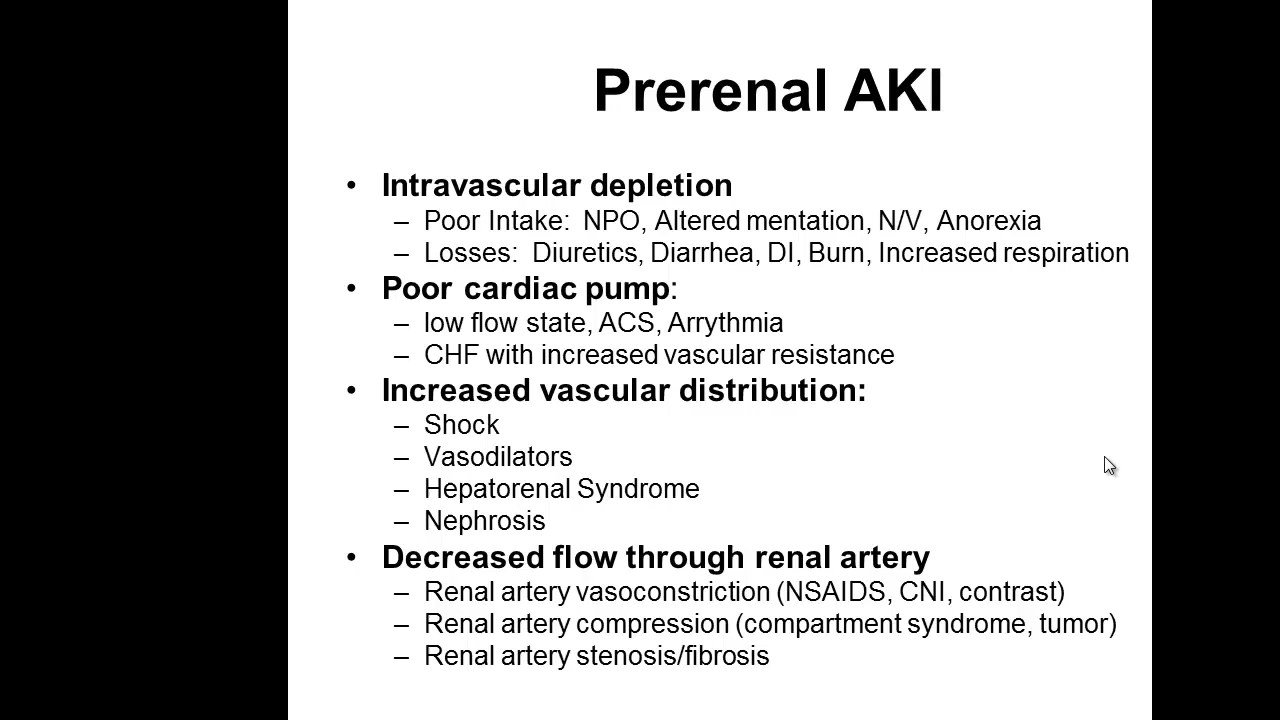 Prerenal AKI
• Intravascular depletion
– Poor Intake:  NPO, Altered mentation, N/V, Anorexia
– Losses:  Diuretics, Diarrhea, DI, Burn, Increased respiration
• Poor cardiac pump:
– low flow state, ACS, Arrythmia
– CHF with increased vascular resistance
• Increased vascular distribution:
– Shock
– Vasodilators
– Hepatorenal Syndrome
– Nephrosis
• Decreased flow through renal artery
– Renal artery vasoconstriction (NSAIDS, CNI, contrast)
– Renal artery compression (compartment syndrome, tumor)
– Renal artery stenosis/fibrosis